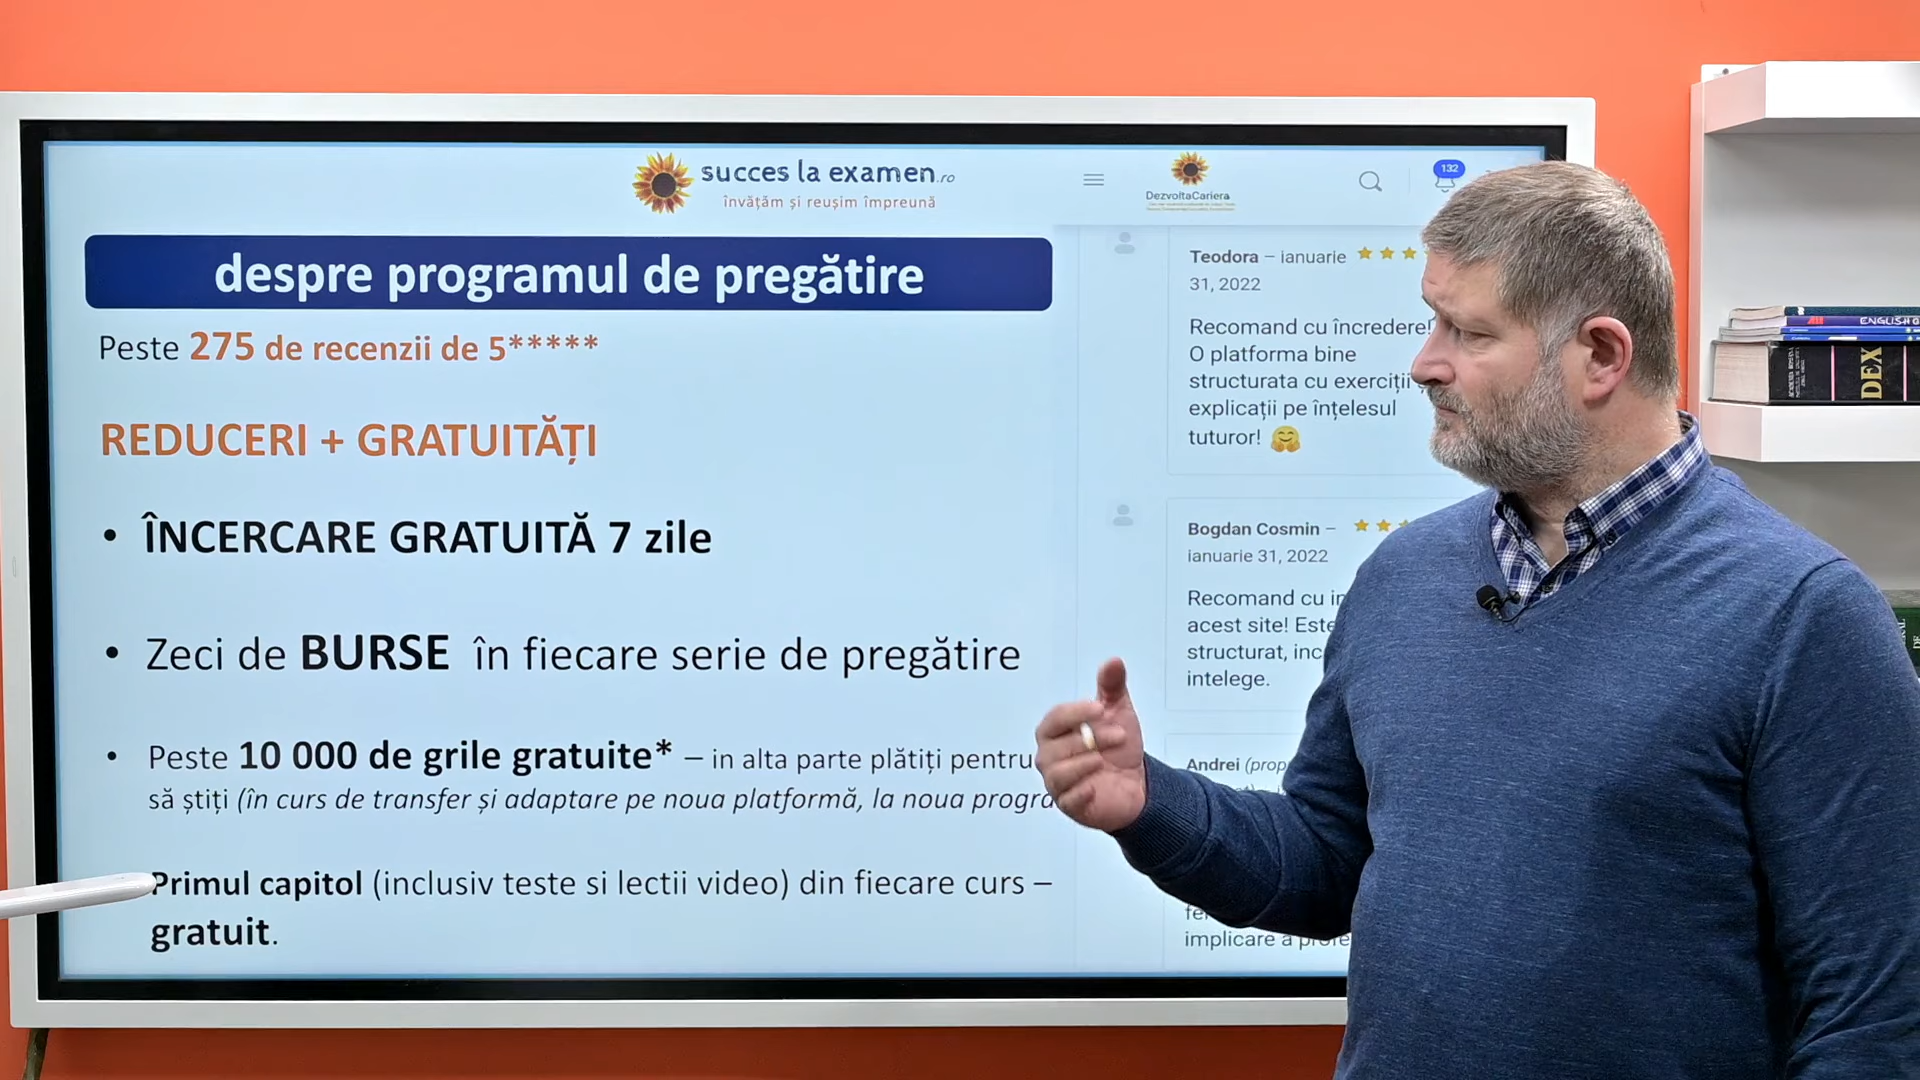 succes la examen.ro
învățăm și reușim împreună
despre programul de pregătire
Peste 275 de recenzii de 5*****
REDUCERI + GRATUITĂȚI
• ÎNCERCARE GRATUITĂ 7 zile
• Zeci de BURSE în fiecare serie de pregătire
• Peste 10 000 de grile gratuite* – in alta parte plătiți pentru
să știți (în curs de transfer și adaptare pe noua platformă, la noua
Primul capitol (inclusiv teste si lectii video) din fiecare curs –
gratuit.
DezvoltaCariera
132
Teodora – ianuarie
31, 2022
Recomand cu încredere!
O platforma bine
structurata cu exerciții
explicații pe înțelesul
tuturor! 🤗
Bogdan Cosmin –
ianuarie 31, 2022
Recomand cu
acest site! Este
structurat,
intelege.
Andrei
implicare a
ENGLISH
DEX